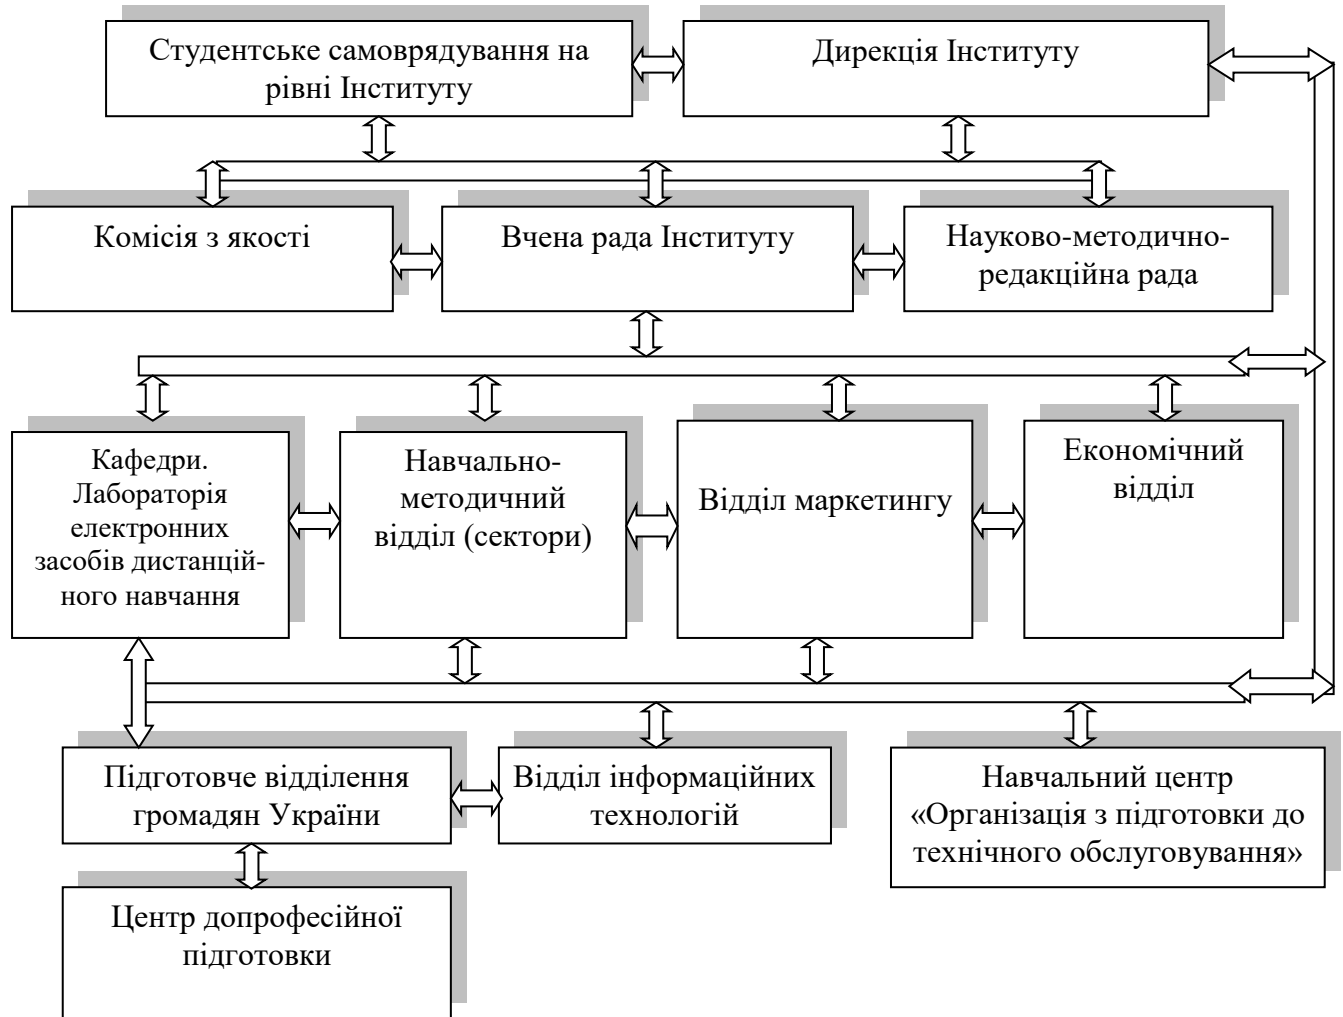 Студентське самоврядування на
рівні Інституту
Дирекція Інституту
Комісія з якості
Вчена рада Інституту
Науково-методично-
редакційна рада
Кафедри.
Лабораторія
електронних
засобів дистанцій-
ного навчання
Навчально-
методичний
відділ (сектори)
Відділ маркетингу
Економічний
відділ
Підготовче відділення
громадян України
Відділ інформаційних
технологій
Навчальний центр
«Організація з підготовки до
технічного обслуговування»
Центр допрофесійної
підготовки